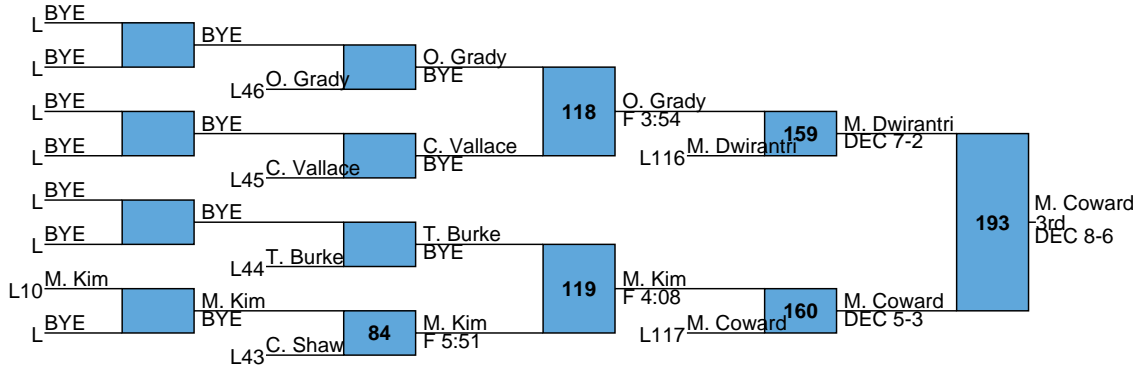 BYE
L
BYE
L
BYE
O. Grady
L46
O. Grady
BYE
BYE
L
BYE
L
BYE
C. Vallace
L45
C. Vallace
BYE
118
O. Grady
F 3:54
M. Dwirantri
L116
159
M. Dwirantri
DEC 7-2
BYE
L
BYE
L
BYE
T. Burke
L44
T. Burke
BYE
M. Kim
L10
BYE
L
M. Kim
BYE
C. Shaw
L43
84
M. Kim
F 5:51
119
M. Kim
F 4:08
M. Coward
L117
160
M. Coward
DEC 5-3
193
M. Coward
3rd
DEC 8-6